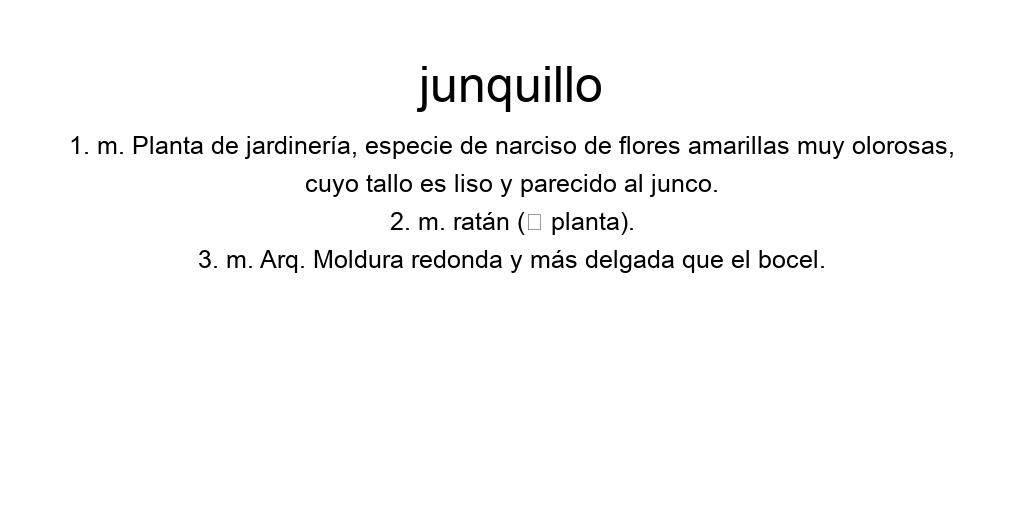 junquillo
1. m. Planta de jardinería, especie de narciso de flores amarillas muy olorosas,
cuyo tallo es liso y parecido al junco.
2. m. ratán (□ planta).
3. m. Arq. Moldura redonda y más delgada que el bocel.